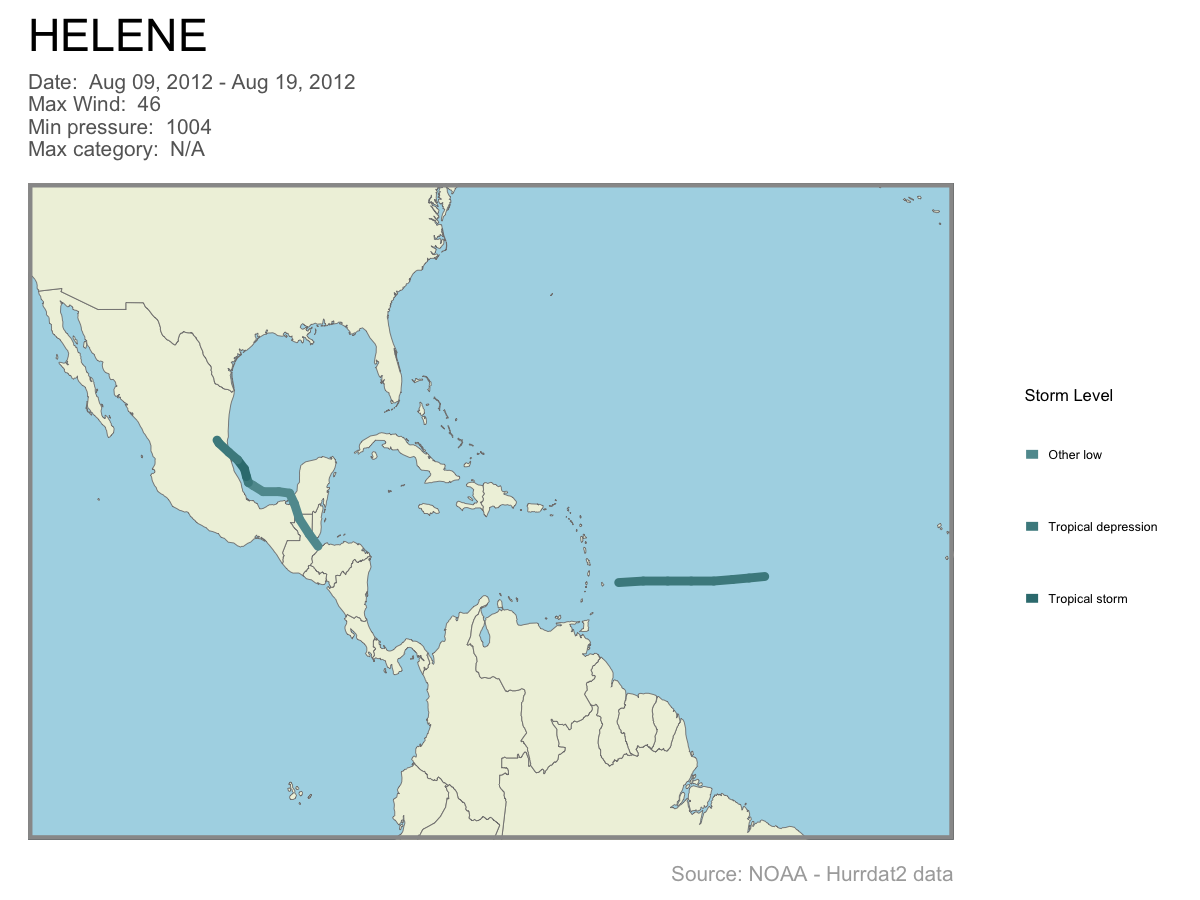 HELENE
Date:  Aug 09, 2012 - Aug 19, 2012
Max Wind:  46
Min pressure:  1004
Max category:  N/A
Storm Level
Other low
Tropical depression
Tropical storm
Source: NOAA - Hurrdat2 data